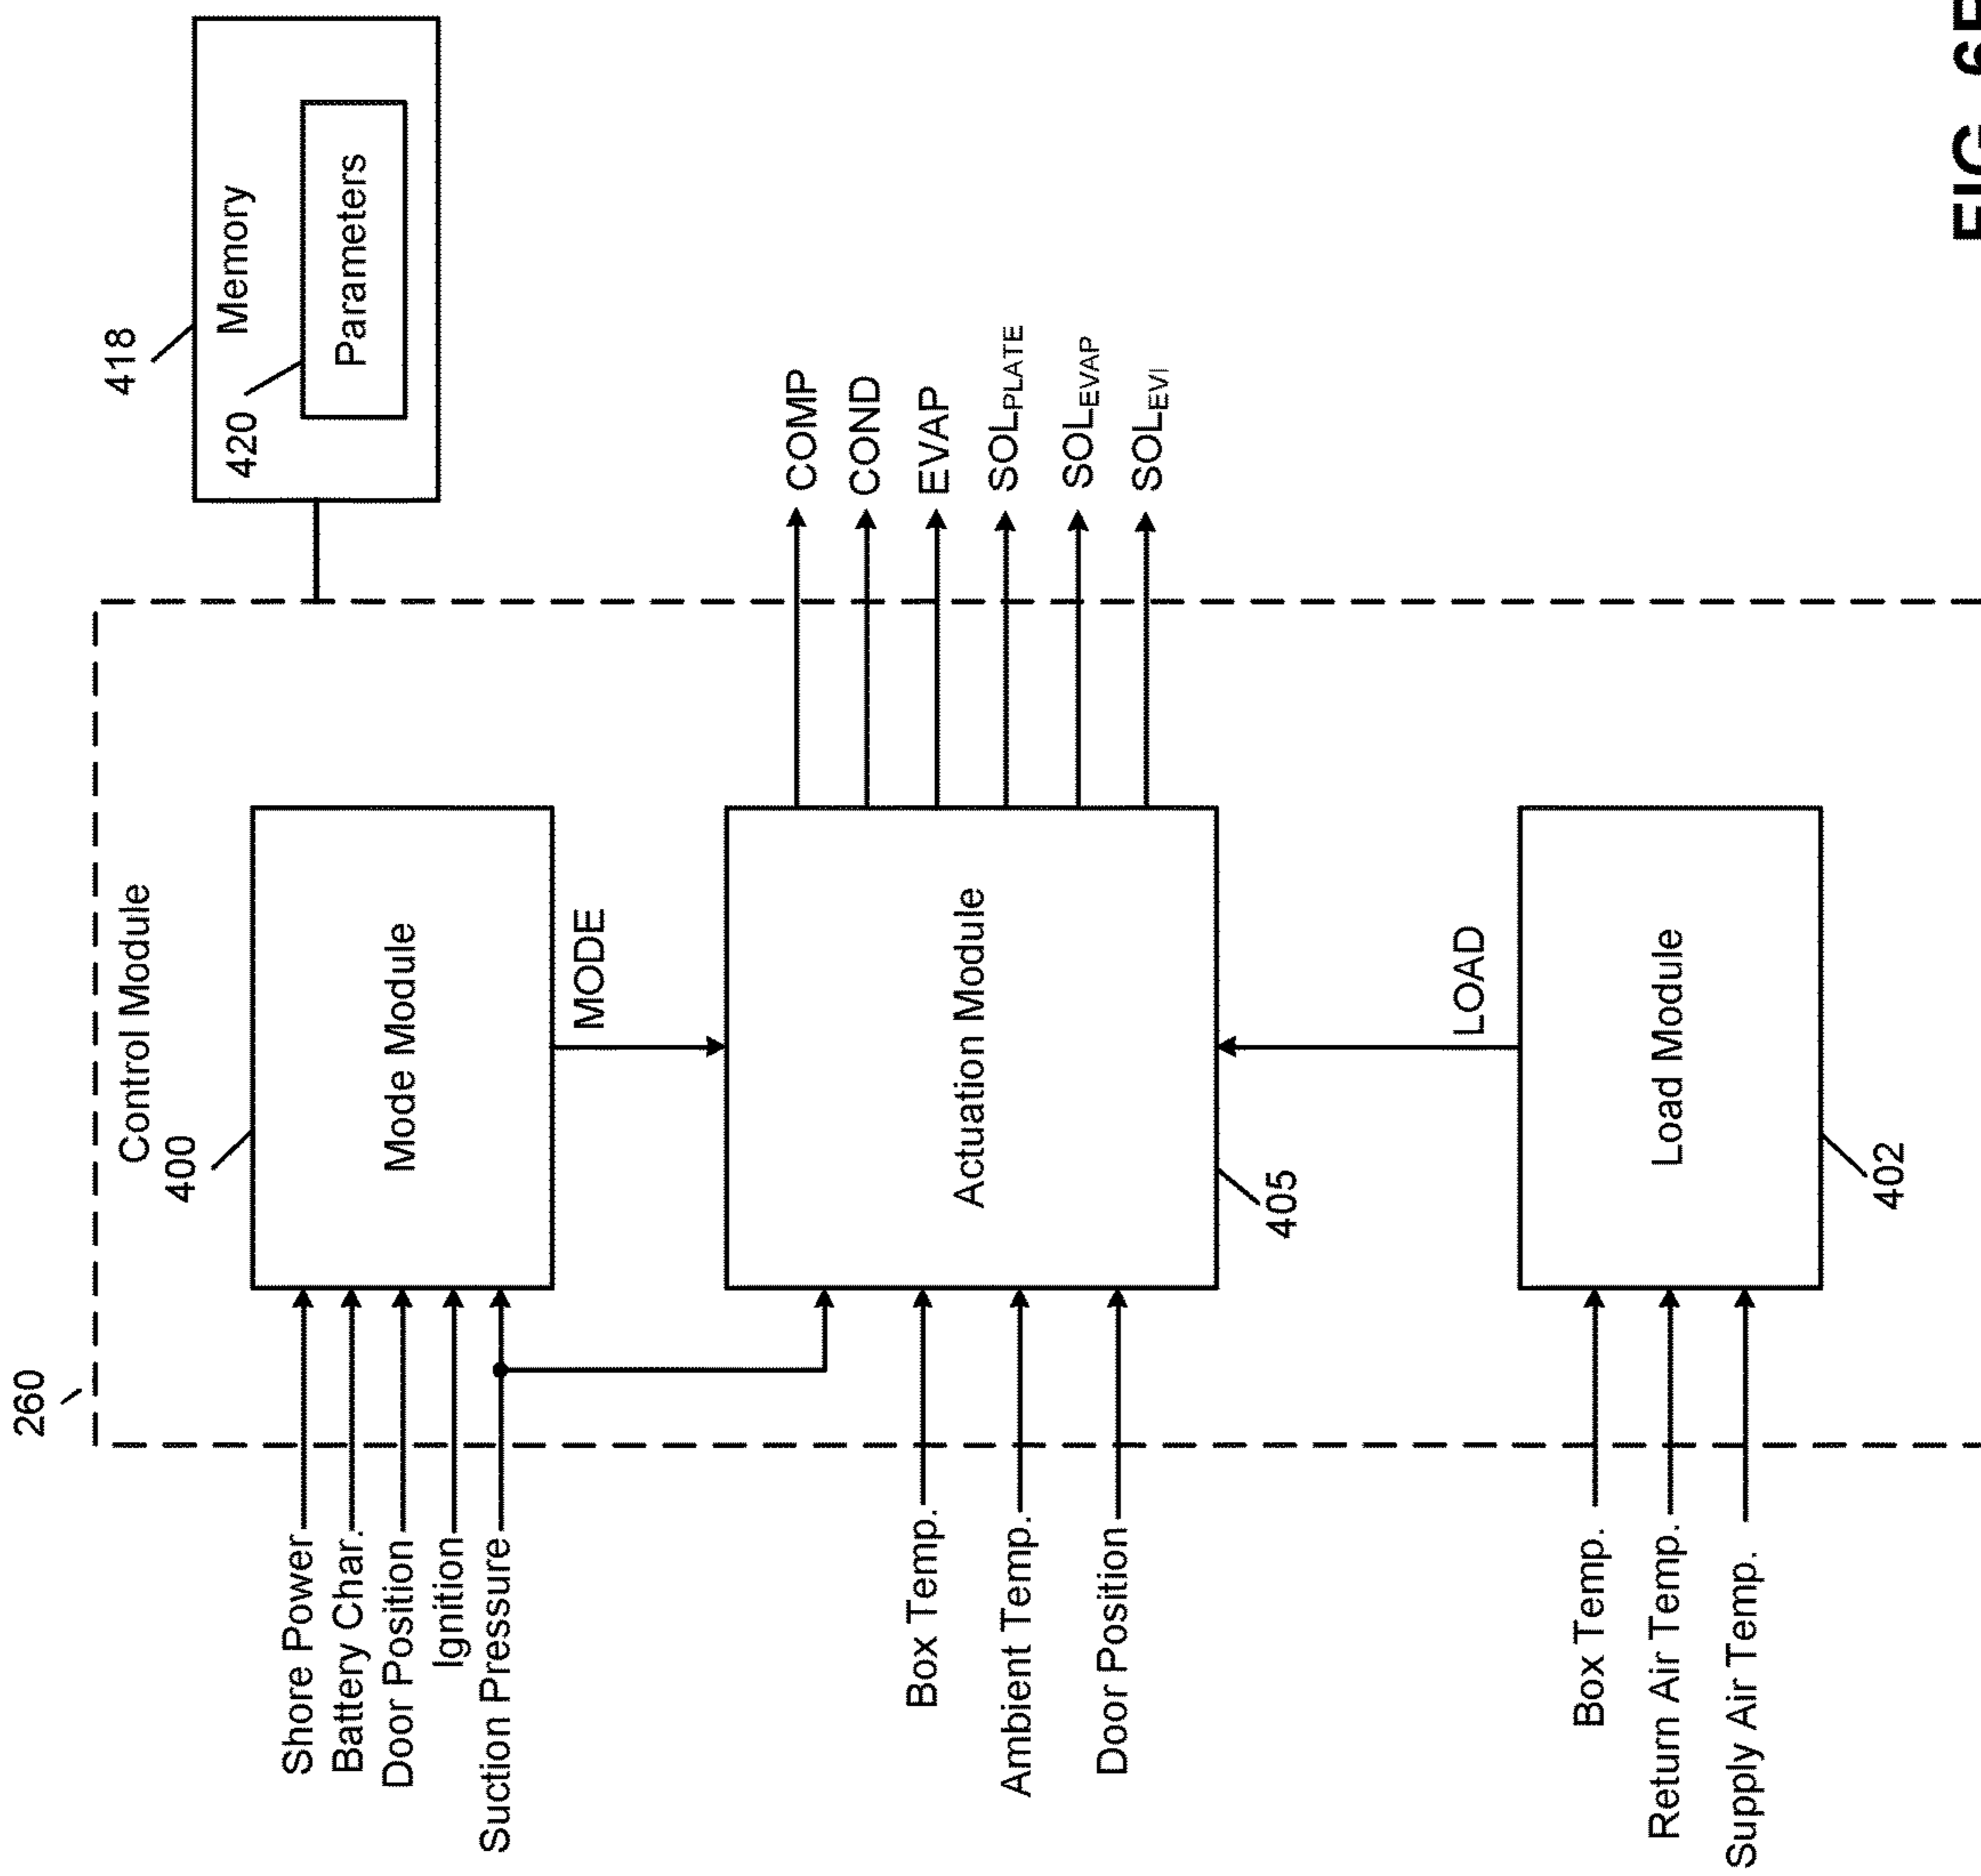 260
Control Module
400
Shore Power
Battery Char.
Door Position
Ignition
Suction Pressure
Mode Module
MODE
418
Memory
420
Parameters
Box Temp.
Ambient Temp.
Door Position
Actuation Module
405
COMP
COND
EVAP
SOLPLATE
SOLEVAP
SOLEVI
LOAD
Box Temp.
Return Air Temp.
Supply Air Temp.
Load Module
402
FIG. 6